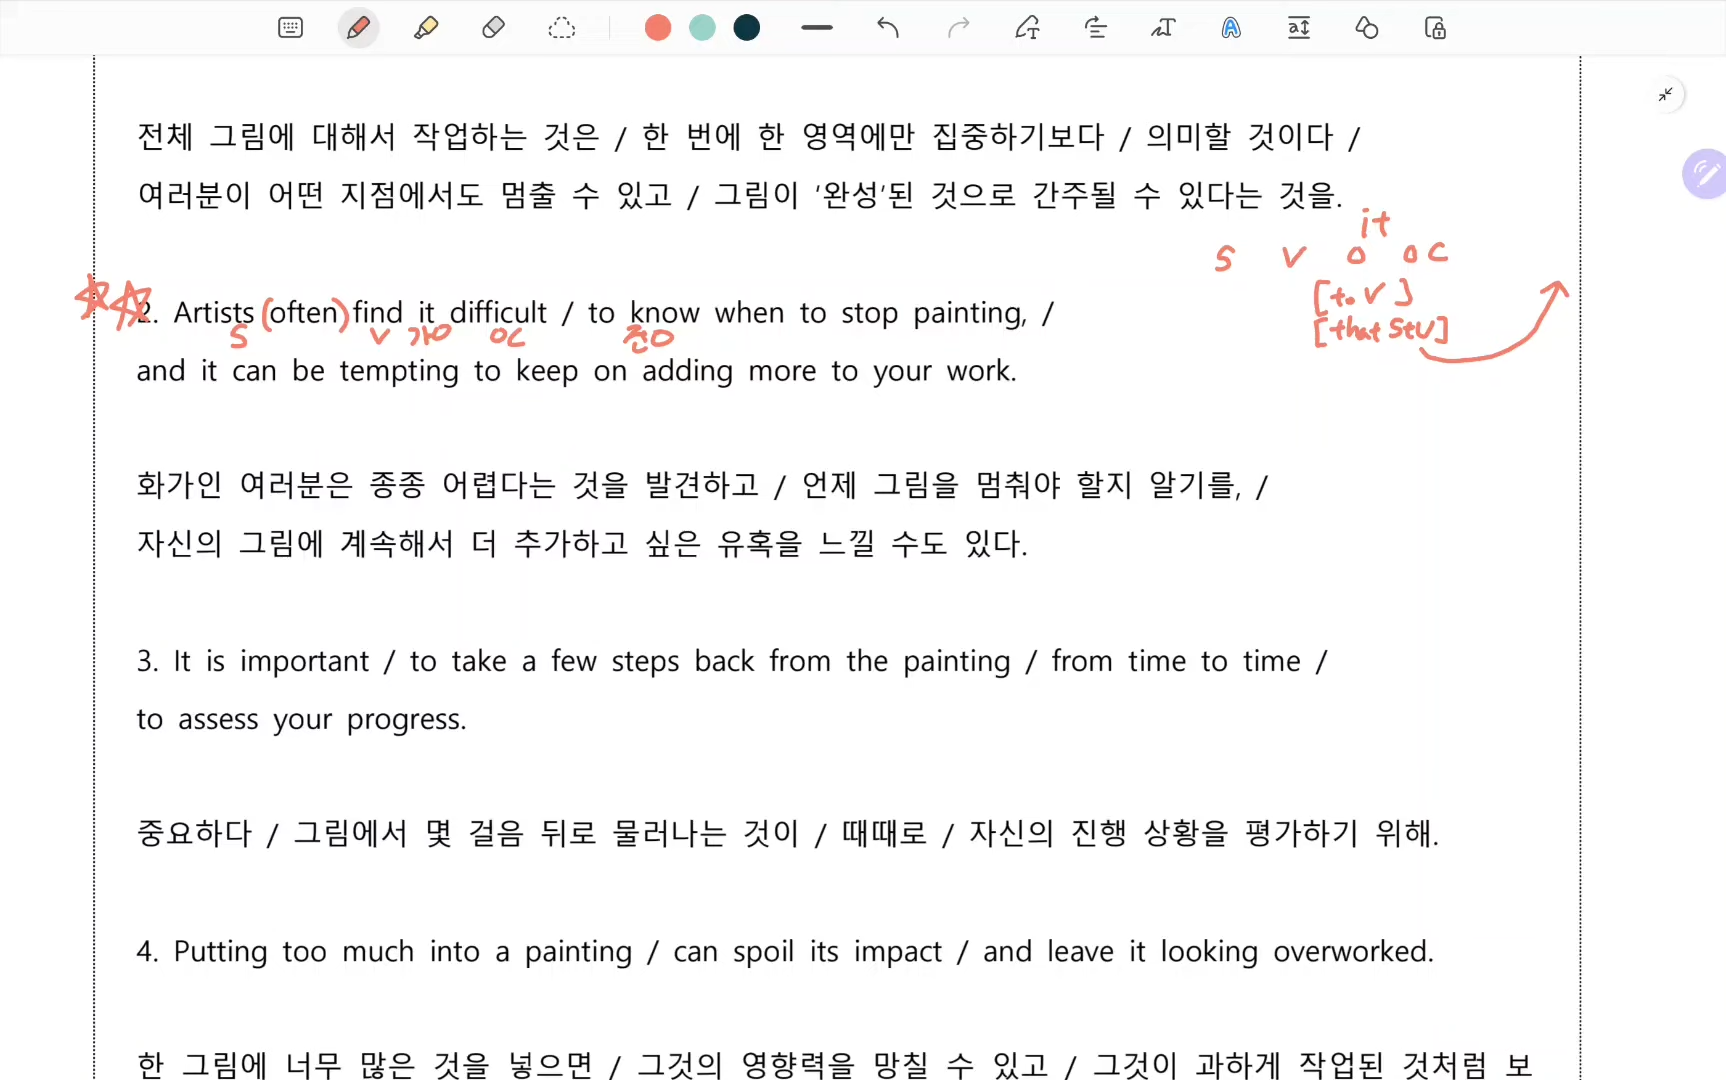 전체 그림에 대해서 작업하는 것은 / 한 번에 한 영역에만 집중하기보다 / 의미할 것이다 /
여러분이 어떤 지점에서도 멈출 수 있고 / 그림이 '완성'된 것으로 간주될 수 있다는 것을.
it
S V O OC
[to V]
[that S+V]
2. Artists (often) find it difficult / to know when to stop painting, /
S V 가O OC 진O
and it can be tempting to keep on adding more to your work.
화가인 여러분은 종종 어렵다는 것을 발견하고 / 언제 그림을 멈춰야 할지 알기를, /
자신의 그림에 계속해서 더 추가하고 싶은 유혹을 느낄 수도 있다.
3. It is important / to take a few steps back from the painting / from time to time /
to assess your progress.
중요하다 / 그림에서 몇 걸음 뒤로 물러나는 것이 / 때때로 / 자신의 진행 상황을 평가하기 위해.
4. Putting too much into a painting / can spoil its impact / and leave it looking overworked.
한 그림에 너무 많은 것을 넣으면 / 그것의 영향력을 망칠 수 있고 / 그것이 과하게 작업된 것처럼 보